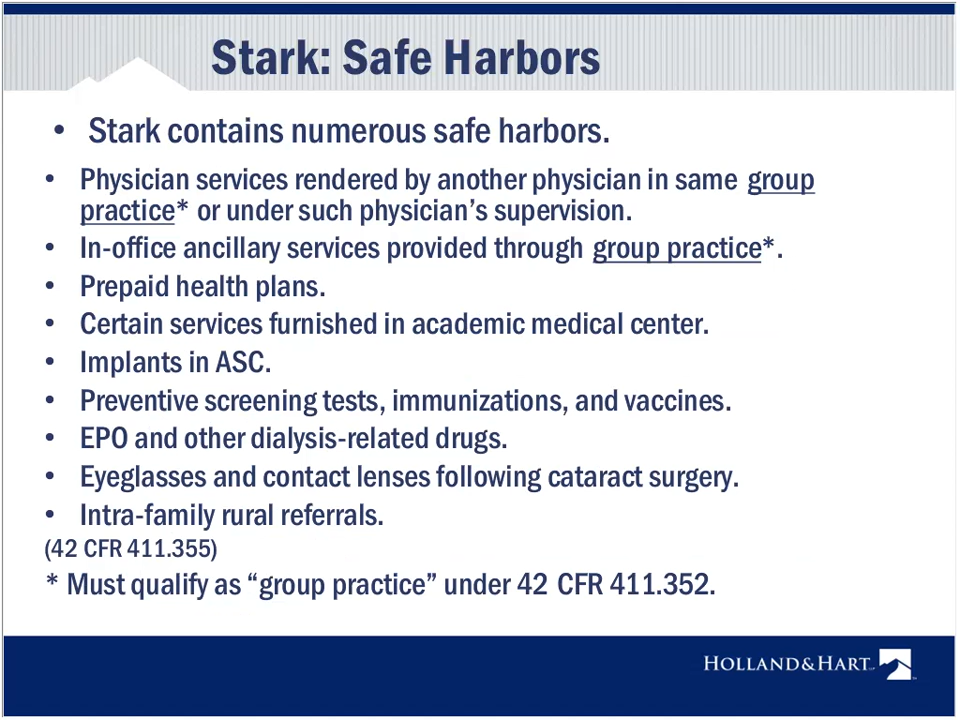 Stark: Safe Harbors
• Stark contains numerous safe harbors.
• Physician services rendered by another physician in same group
practice* or under such physician's supervision.
• In-office ancillary services provided through group practice*.
• Prepaid health plans.
• Certain services furnished in academic medical center.
• Implants in ASC.
• Preventive screening tests, immunizations, and vaccines.
• EPO and other dialysis-related drugs.
• Eyeglasses and contact lenses following cataract surgery.
• Intra-family rural referrals.
(42 CFR 411.355)
* Must qualify as “group practice” under 42 CFR 411.352.
HOLLAND&HART